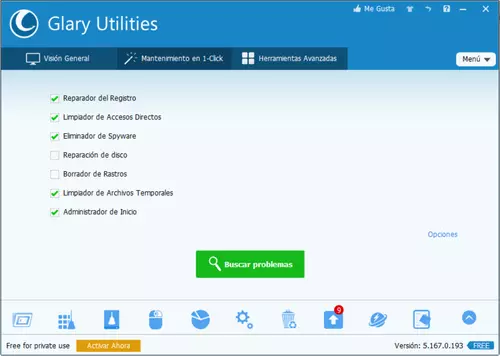 Me Gusta
Glary Utilities
Visión General
Mantenimiento en 1-Click
Herramientas Avanzadas
Menú
Reparador del Registro
Limpiador de Accesos Directos
Eliminador de Spyware
Reparación de disco
Borrador de Rastros
Limpiador de Archivos Temporales
Administrador de Inicio
Opciones
Buscar problemas
9
Free for private use
Activar Ahora
Versión: 5.167.0.193
FREE